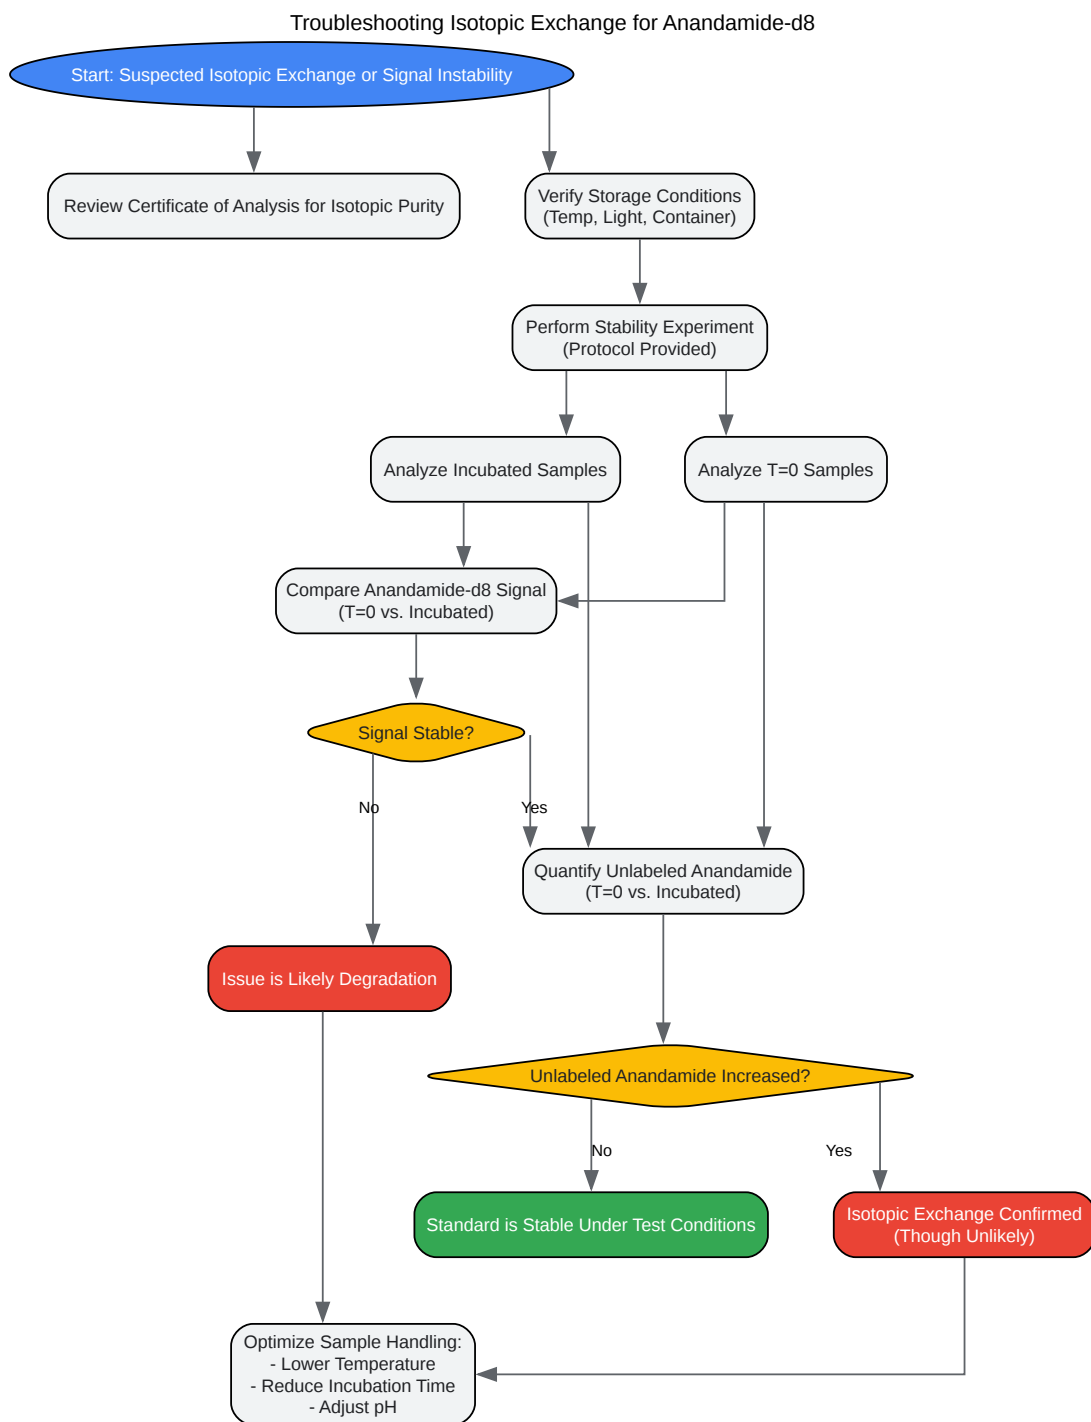 Troubleshooting Isotopic Exchange for Anandamide-d8
Start: Suspected Isotopic Exchange or Signal Instability
Review Certificate of Analysis for Isotopic Purity
Verify Storage Conditions
(Temp, Light, Container)
Perform Stability Experiment
(Protocol Provided)
Analyze Incubated Samples
Analyze T=0 Samples
Compare Anandamide-d8 Signal
(T=0 vs. Incubated)
Signal Stable?
No
Yes
Quantify Unlabeled Anandamide
(T=0 vs. Incubated)
Issue is Likely Degradation
Unlabeled Anandamide Increased?
No
Yes
Standard is Stable Under Test Conditions
Isotopic Exchange Confirmed
(Though Unlikely)
Optimize Sample Handling:
- Lower Temperature
- Reduce Incubation Time
- Adjust pH